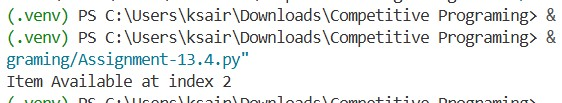 (.venv) PS C:\Users\ksair\Downloads\Competitive Programing> &
(.venv) PS C:\Users\ksair\Downloads\Competitive Programing> &
graming/Assignment-13.4.py"
Item Available at index 2
(.venv) PS C:\Users\ksair\Downloads\Competitive Programing> &